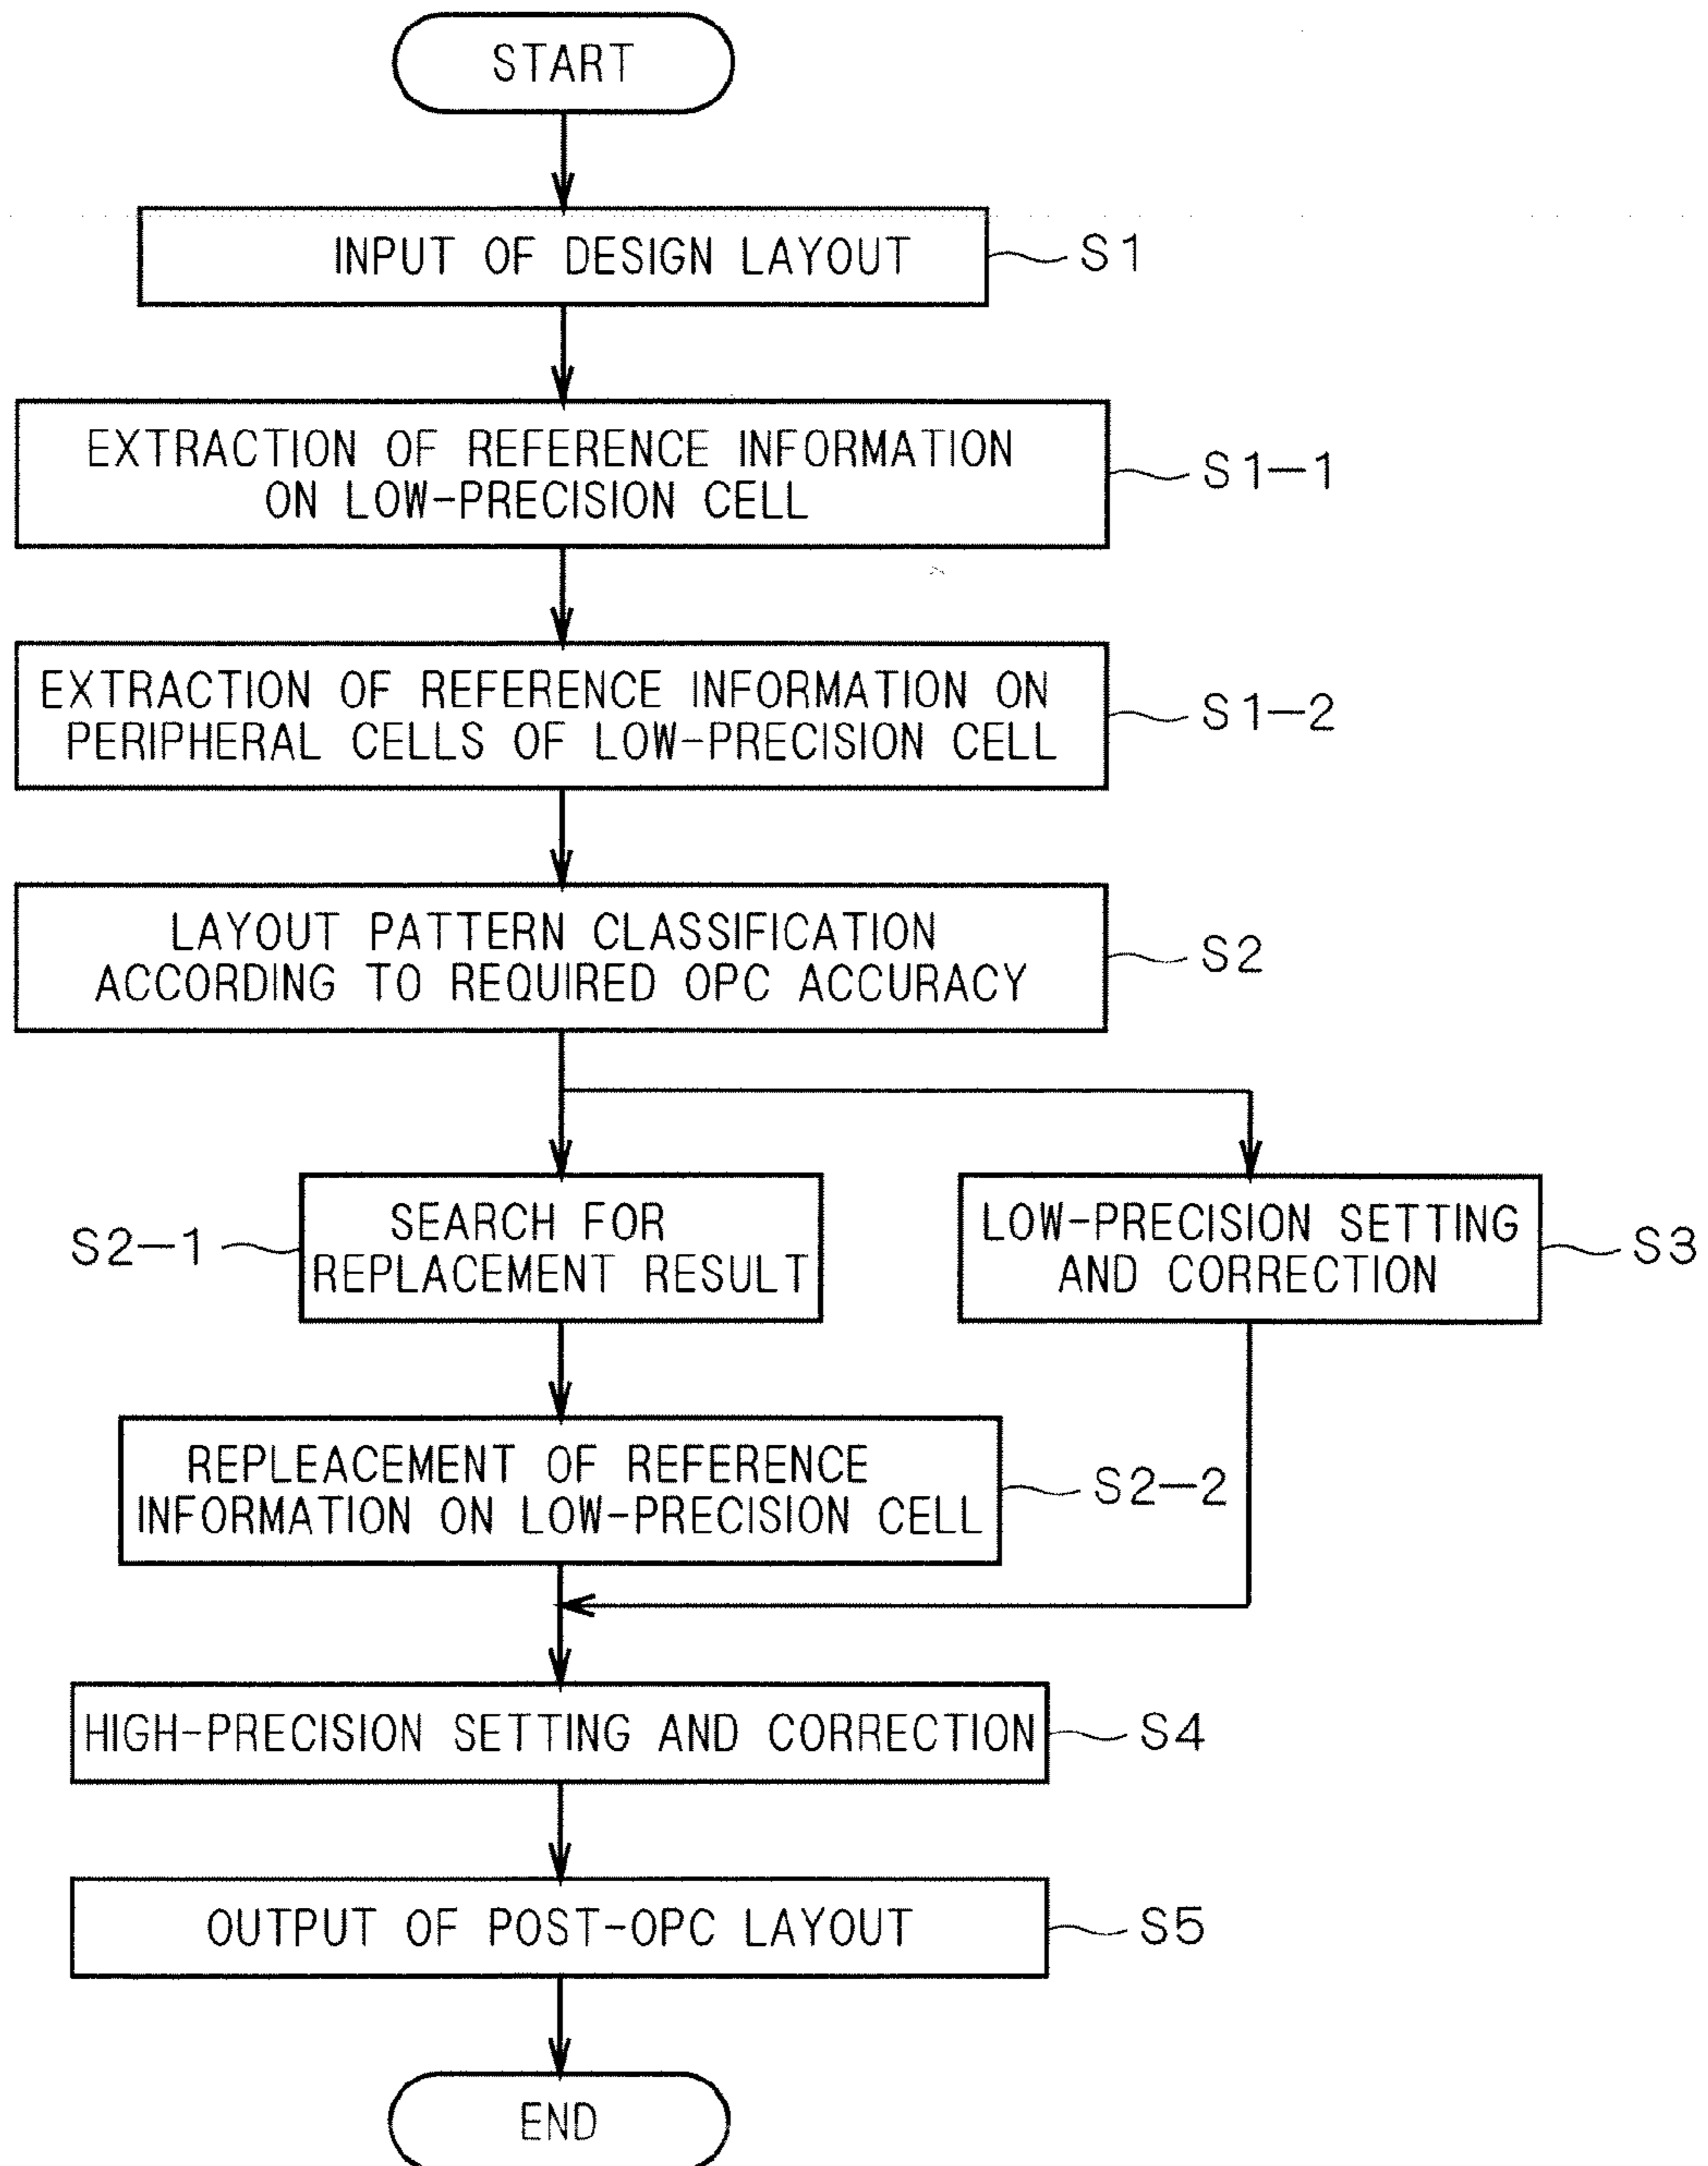 START
INPUT OF DESIGN LAYOUT
S1
EXTRACTION OF REFERENCE INFORMATION
ON LOW-PRECISION CELL
S1-1
EXTRACTION OF REFERENCE INFORMATION ON
PERIPHERAL CELLS OF LOW-PRECISION CELL
S1-2
LAYOUT PATTERN CLASSIFICATION
ACCORDING TO REQUIRED OPC ACCURACY
S2
S2-1
SEARCH FOR
REPLACEMENT RESULT
LOW-PRECISION SETTING
AND CORRECTION
S3
REPLEACEMENT OF REFERENCE
INFORMATION ON LOW-PRECISION CELL
S2-2
HIGH-PRECISION SETTING AND CORRECTION
S4
OUTPUT OF POST-OPC LAYOUT
S5
END